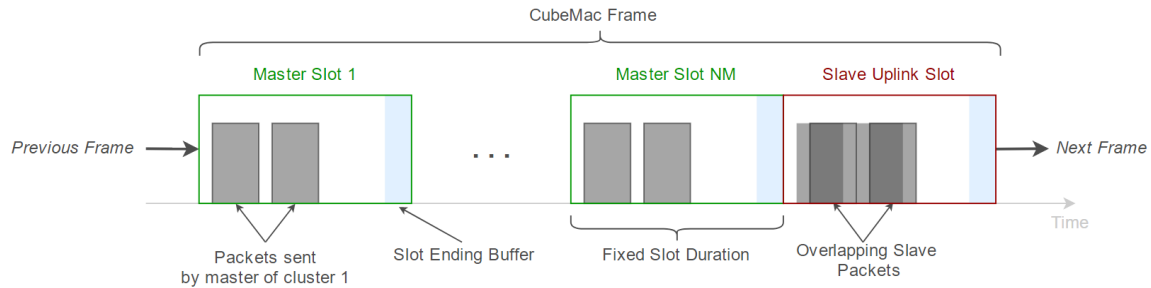 CubeMac Frame
Master Slot 1
Master Slot NM
Slave Uplink Slot
Previous Frame
. . .
Next Frame
Time
Packets sent
by master of cluster 1
Slot Ending Buffer
Fixed Slot Duration
Overlapping Slave
Packets